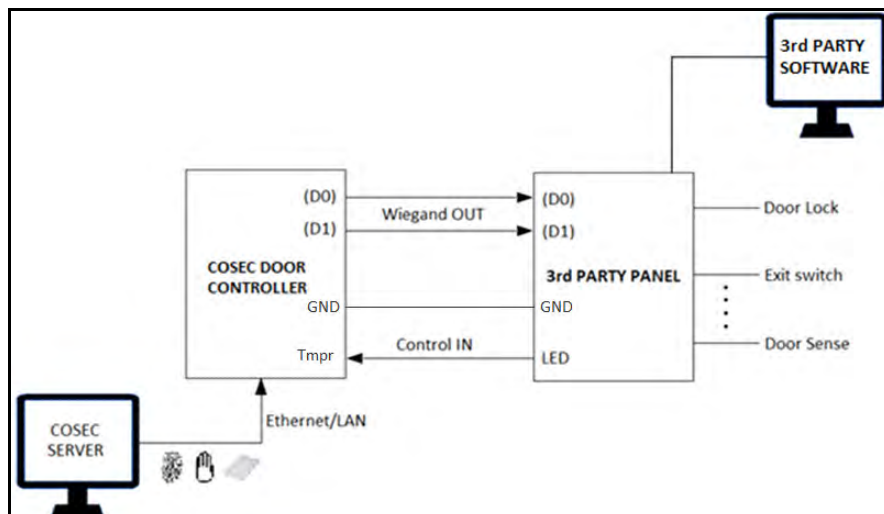 3rd PARTY
SOFTWARE
(D0)
(D0)
Wiegand OUT
Door Lock
(D1)
(D1)
COSEC DOOR
CONTROLLER
3rd PARTY PANEL
Exit switch
GND
GND
Tmpr
Control IN
LED
Door Sense
Ethernet/LAN
COSEC
SERVER